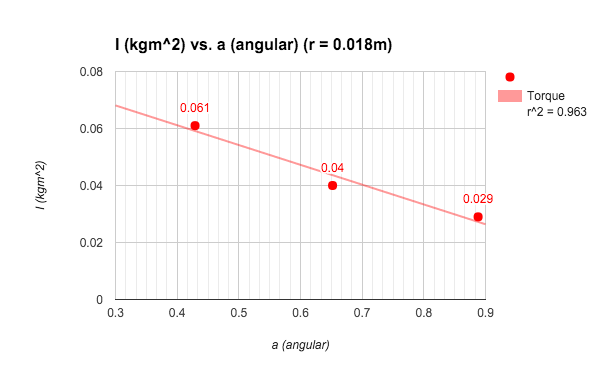 I (kgm^2) vs. a (angular) (r = 0.018m)
0.08
0.06
0.04
0.02
0
I (kgm^2)
0.061
0.04
0.029
0.3 0.4 0.5 0.6 0.7 0.8 0.9
a (angular)
Torque
r^2 = 0.963